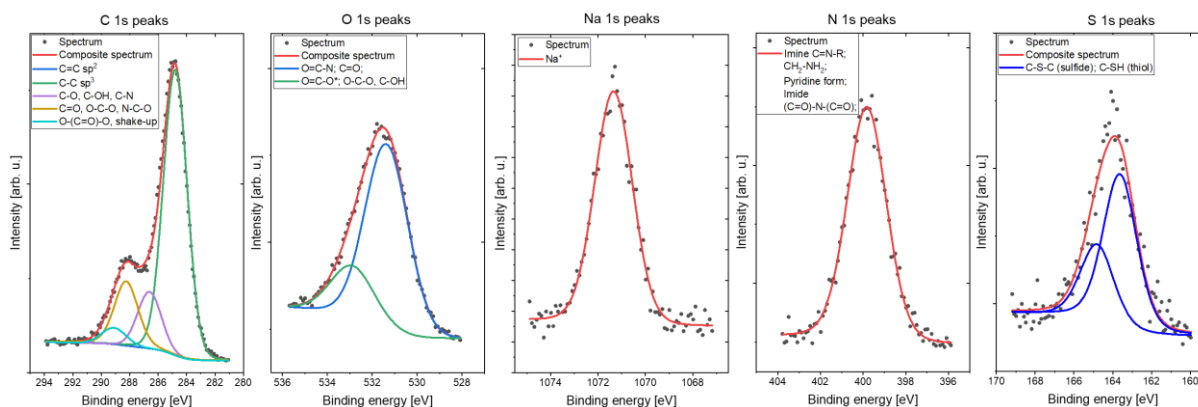 C 1s peaks
Spectrum
Composite spectrum
C=C sp²
C-C sp³
C-O, C-OH, C-N
C=O, O-C-O, N-C-O
O-(C=O)-O, shake-up
Intensity [arb. u.]
294 292 290 288 286 284 282 280
Binding energy [eV]
O 1s peaks
Spectrum
Composite spectrum
O=C-N; C=O;
O=C-O*; O-C-O, C-OH
Intensity [arb. u.]
536 534 532 530 528
Binding energy [eV]
Na 1s peaks
Spectrum
Na⁺
Intensity [arb. u.]
1074 1072 1070 1068
Binding energy [eV]
N 1s peaks
Spectrum
Imine C=N-R;
CH₂-NH₂;
Pyridine form;
Imide
(C=O)-N-(C=O);
Intensity [arb. u.]
404 402 400 398 396
Binding energy [eV]
S 1s peaks
Spectrum
Composite spectrum
C-S-C (sulfide); C-SH (thiol)
Intensity [arb. u.]
170 168 166 164 162 160
Binding energy [eV]